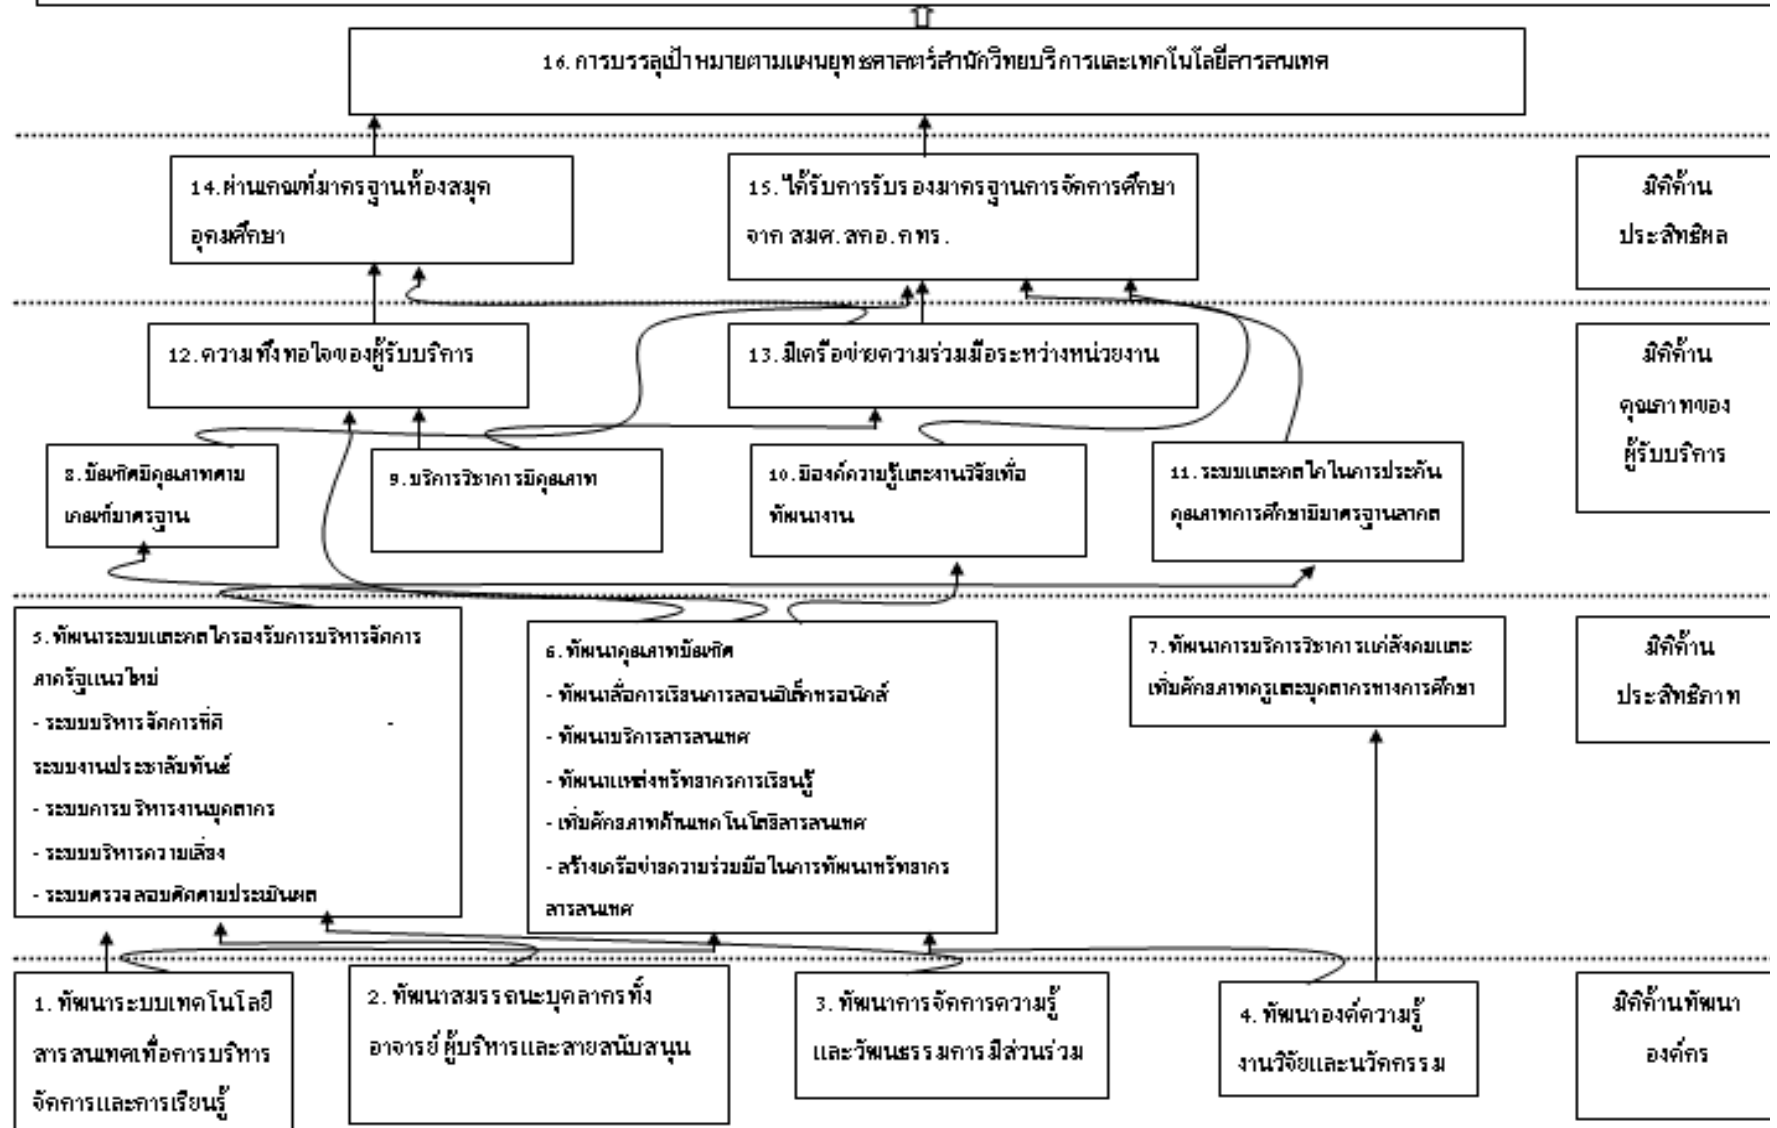 16.การบรรลุเป้าหมายตามแผนยุทธศาสตร์สำนักวิทยบริการและเทคโนโลยีสารสนเทศ
14.ผ่านเกณฑ์มาตรฐานห้องสมุด
อุดมศึกษา
15.ได้รับการรับรองมาตรฐานการจัดการศึกษา
จาก สมศ.สกอ.กพร.
มิติด้าน
ประสิทธิผล
12.ความพึงพอใจของผู้รับบริการ
13.มีเครือข่ายความร่วมมือระหว่างหน่วยงาน
มิติด้าน
คุณภาพของ
ผู้รับบริการ
8.บัณฑิตมีคุณภาพตาม
เกณฑ์มาตรฐาน
9.บริการวิชาการมีคุณภาพ
10.มีองค์ความรู้และงานวิจัยเพื่อ
พัฒนางาน
11.ระบบและกลไกในการประกัน
คุณภาพการศึกษามีมาตรฐานสากล
5.พัฒนาระบบและกลไกรองรับการบริหารจัดการ
ภาครัฐแนวใหม่
- ระบบบริหารจัดการที่ดี -
ระบบงานประชาสัมพันธ์
- ระบบการบริหารงานบุคลากร
- ระบบบริหารความเสี่ยง
- ระบบตรวจสอบติดตามประเมินผล
6.พัฒนาคุณภาพบัณฑิต
- พัฒนาสื่อการเรียนการสอนอิเล็กทรอนิกส์
- พัฒนาบริการสารสนเทศ
- พัฒนาแหล่งทรัพยากรการเรียนรู้
- เพิ่มศักยภาพด้านเทคโนโลยีสารสนเทศ
- สร้างเครือข่ายความร่วมมือในการพัฒนาทรัพยากร
สารสนเทศ
7.พัฒนาการบริการวิชาการแก่สังคมและ
เพิ่มศักยภาพครูและบุคลากรทางการศึกษา
มิติด้าน
ประสิทธิภาพ
1.พัฒนาระบบเทคโนโลยี
สารสนเทศเพื่อการบริหาร
จัดการและการเรียนรู้
2.พัฒนาสมรรถนะบุคลากรทั้ง
อาจารย์ ผู้บริหารและสายสนับสนุน
3.พัฒนาการจัดการความรู้
และวัฒนธรรมการมีส่วนร่วม
4.พัฒนาองค์ความรู้
งานวิจัยและนวัตกรรม
มิติด้านพัฒนา
องค์กร